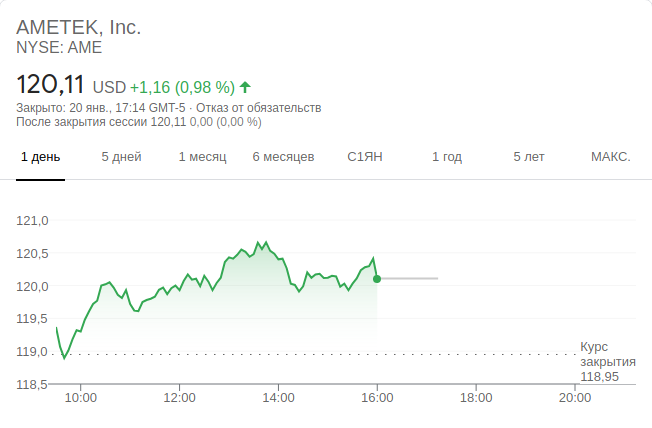 AMETEK, Inc.
NYSE: AME
120,11 USD +1,16 (0,98 %)
Закрыто: 20 янв., 17:14 GMT-5 · Отказ от обязательств
После закрытия сессии 120,11 0,00 (0,00 %)
1 день 5 дней 1 месяц 6 месяцев С1ЯН 1 год 5 лет МАКС.
121,0
120,5
120,0
119,5
119,0
118,5
Курс
закрытия
118,95
10:00 12:00 14:00 16:00 18:00 20:00